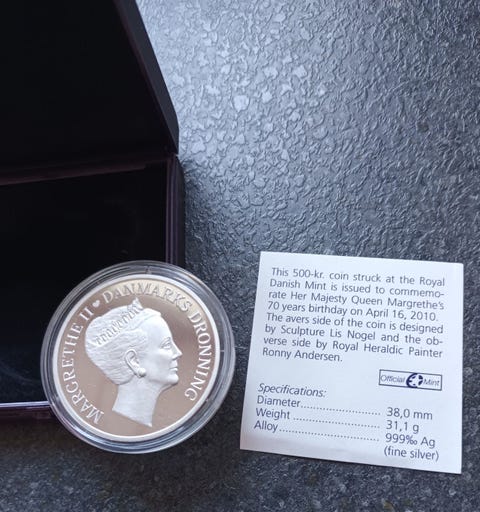 MARGRETHE II ♥ DANMARKS DRONNING
This 500-kr. coin struck at the Royal
Danish Mint is issued to commemo-
rate Her Majesty Queen Margrethe's
70 years birthday on April 16, 2010.
The avers side of the coin is designed
by Sculpture Lis Nogel and the ob-
verse side by Royal Heraldic Painter
Ronny Andersen.
Official Mint
Specifications:
Diameter.......................... 38,0 mm
Weight ............................ 31,1 g
Alloy ................................ 999‰ Ag
(fine silver)